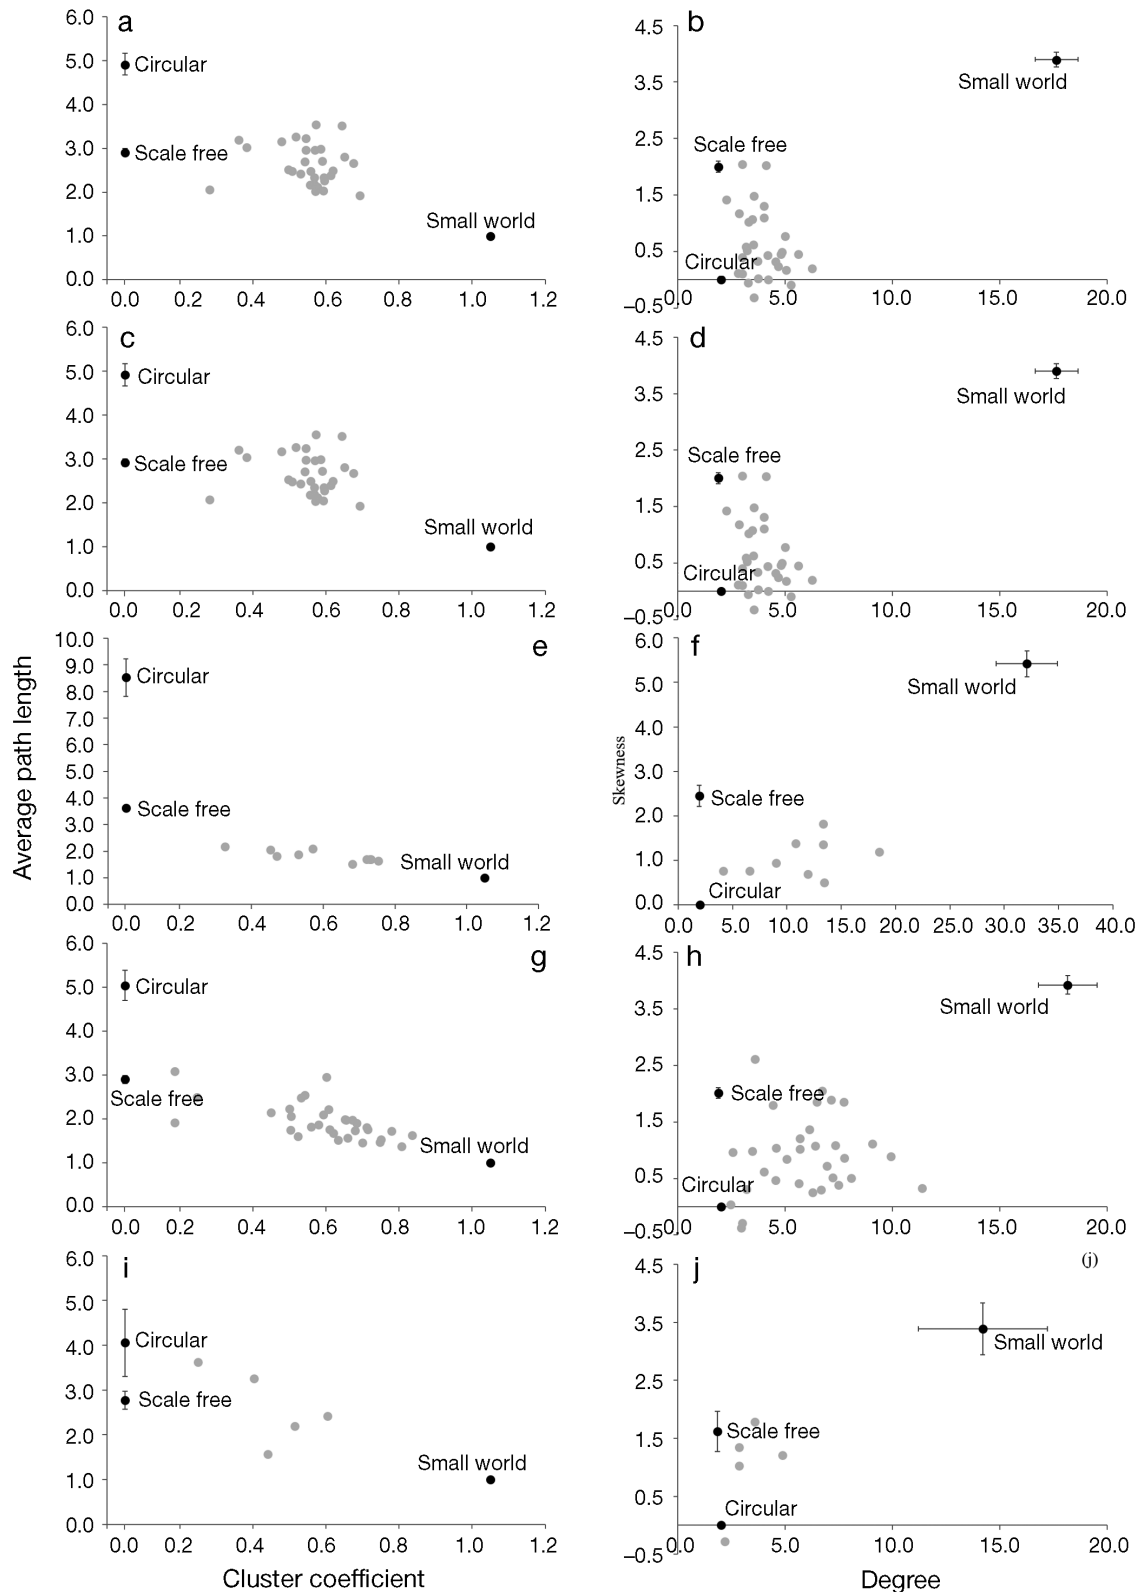 a
6.0
5.0
4.0
3.0
2.0
1.0
0.0
Circular
Scale free
Small world
0.0 0.2 0.4 0.6 0.8 1.0 1.2
b
4.5
3.5
2.5
1.5
0.5
–0.5
Small world
Scale free
Circular
0.0 5.0 10.0 15.0 20.0
c
6.0
5.0
4.0
3.0
2.0
1.0
0.0
Circular
Scale free
Small world
0.0 0.2 0.4 0.6 0.8 1.0 1.2
d
4.5
3.5
2.5
1.5
0.5
–0.5
Small world
Scale free
Circular
0.0 5.0 10.0 15.0 20.0
Average path length
e
10.0
9.0
8.0
7.0
6.0
5.0
4.0
3.0
2.0
1.0
0.0
Circular
Scale free
Small world
0.0 0.2 0.4 0.6 0.8 1.0 1.2
Skewness
f
6.0
5.0
4.0
3.0
2.0
1.0
0.0
Small world
Scale free
Circular
0.0 5.0 10.0 15.0 20.0 25.0 30.0 35.0 40.0
g
6.0
5.0
4.0
3.0
2.0
1.0
0.0
Circular
Scale free
Small world
0.0 0.2 0.4 0.6 0.8 1.0 1.2
h
4.5
3.5
2.5
1.5
0.5
–0.5
Small world
Scale free
Circular
0.0 5.0 10.0 15.0 20.0
i
6.0
5.0
4.0
3.0
2.0
1.0
0.0
Circular
Scale free
Small world
0.0 0.2 0.4 0.6 0.8 1.0 1.2
Cluster coefficient
j
(j)
4.5
3.5
2.5
1.5
0.5
–0.5
Small world
Scale free
Circular
0.0 5.0 10.0 15.0 20.0
Degree